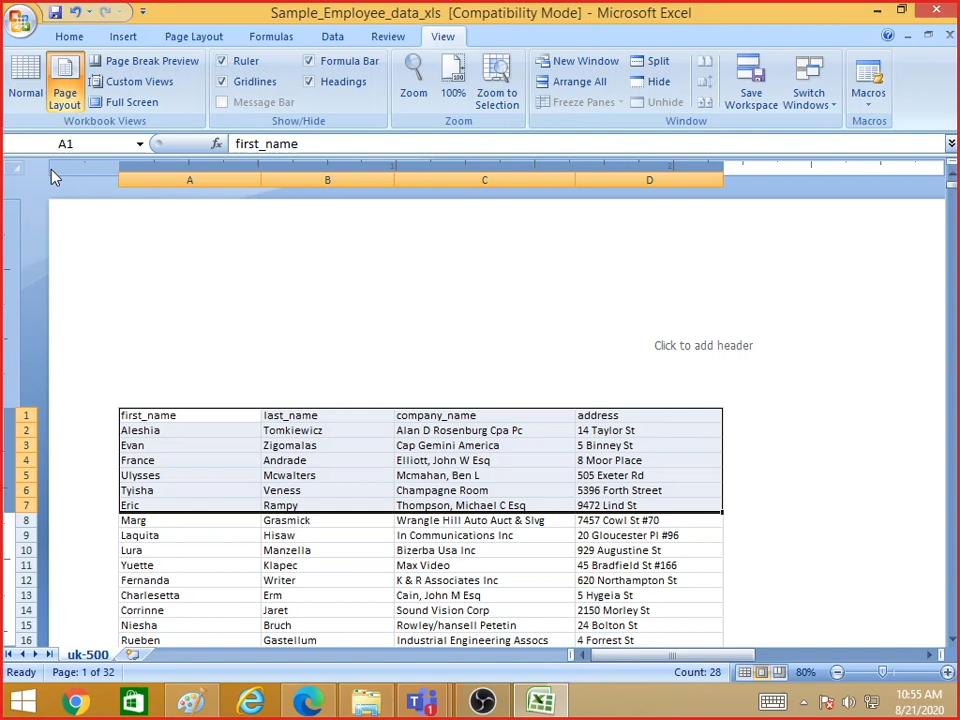 Sample_Employee_data_xls [Compatibility Mode] - Microsoft Excel
Home Insert Page Layout Formulas Data Review View
Normal Page Layout Page Break Preview Custom Views Full Screen
Workbook Views
Ruler Formula Bar
Gridlines Headings
Message Bar
Show/Hide
Zoom 100% Zoom to Selection
Zoom
New Window Split
Arrange All Hide
Freeze Panes Unhide
Save Workspace Switch Windows
Window
Macros
Macros
A1 fx first_name
1 2
A B C D
Click to add header
1 first_name last_name company_name address
2 Aleshia Tomkiewicz Alan D Rosenburg Cpa Pc 14 Taylor St
3 Evan Zigomalas Cap Gemini America 5 Binney St
4 France Andrade Elliott, John W Esq 8 Moor Place
5 Ulysses Mcwalters Mcmahan, Ben L 505 Exeter Rd
6 Tyisha Veness Champagne Room 5396 Forth Street
7 Eric Rampy Thompson, Michael C Esq 9472 Lind St
8 Marg Grasmick Wrangle Hill Auto Auct & Slvg 7457 Cowl St #70
9 Laquita Hisaw In Communications Inc 20 Gloucester Pl #96
10 Lura Manzella Bizerba Usa Inc 929 Augustine St
11 Yuette Klapec Max Video 45 Bradfield St #166
12 Fernanda Writer K & R Associates Inc 620 Northampton St
13 Charlesetta Erm Cain, John M Esq 5 Hygeia St
14 Corrinne Jaret Sound Vision Corp 2150 Morley St
15 Niesha Bruch Rowley/hansell Petetin 24 Bolton St
16 Rueben Gastellum Industrial Engineering Assocs 4 Forrest St
uk-500
Ready Page: 1 of 32 Count: 28 80%
10:55 AM
8/21/2020